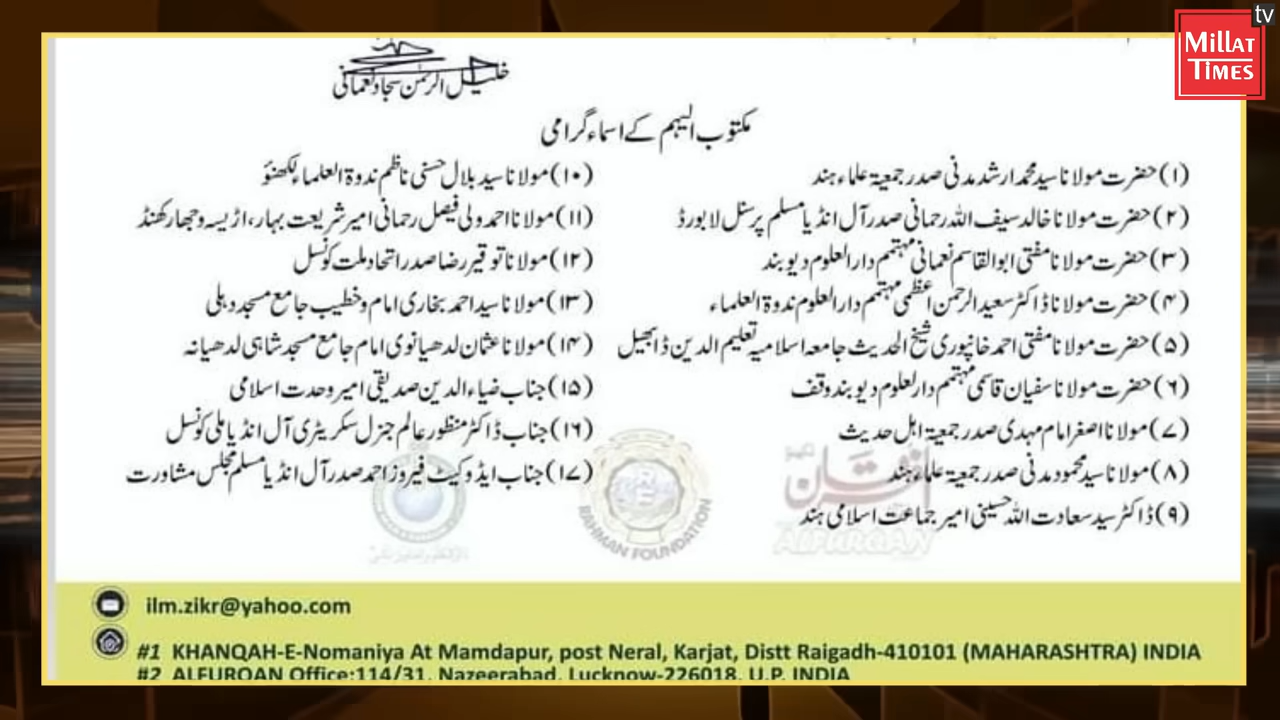 tv
MILLAT
TIMES
خلیل الرحمٰن سجاد نعمانی
مکتوب الیہم کے اسماء گرامی
(۱) حضرت مولانا سید محمد ارشد مدنی صدر جمعیۃ علماء ہند
(۲) حضرت مولانا خالد سیف اللہ رحمانی صدر آل انڈیا مسلم پرسنل لا بورڈ
(۳) حضرت مولانا مفتی ابوالقاسم نعمانی مہتمم دارالعلوم دیوبند
(۴) حضرت مولانا ڈاکٹر سعید الرحمن اعظمی مہتمم دارالعلوم ندوۃ العلماء
(۵) حضرت مولانا مفتی احمد خانپوری شیخ الحدیث جامعہ اسلامیہ تعلیم الدین ڈابھیل
(۶) حضرت مولانا سفیان قاسمی مہتمم دارلعلوم دیوبند وقف
(۷) مولانا اصغر امام مہدی صدر جمعیۃ اہل حدیث
(۸) مولانا سید محمود مدنی صدر جمعیۃ علماء ہند
(۹) ڈاکٹر سید سعادت اللہ حسینی امیر جماعت اسلامی ہند
(۱۰) مولانا سید بلال حسنی ناظم ندوۃ العلماء لکھنؤ
(۱۱) مولانا احمد ولی فیصل رحمانی امیر شریعت بہار، اڑیسہ و جھارکھنڈ
(۱۲) مولانا توقیر رضا صدر اتحاد ملت کونسل
(۱۳) مولانا سید احمد بخاری امام و خطیب جامع مسجد دہلی
(۱۴) مولانا عثمان لدھیانوی امام جامع مسجد شاہی لدھیانہ
(۱۵) جناب ضیاء الدین صدیقی امیر وحدت اسلامی
(۱۶) جناب ڈاکٹر منظور عالم جنرل سکریٹری آل انڈیا ملی کونسل
(۱۷) جناب ایڈوکیٹ فیروز احمد صدر آل انڈیا مسلم مجلس مشاورت
RAHMAN FOUNDATION
ALFURQAN
ilm.zikr@yahoo.com
#1 KHANQAH-E-Nomaniya At Mamdapur, post Neral, Karjat, Distt Raigadh-410101 (MAHARASHTRA) INDIA
#2 ALFURQAN Office:114/31, Nazeerabad, Lucknow-226018, U.P. INDIA